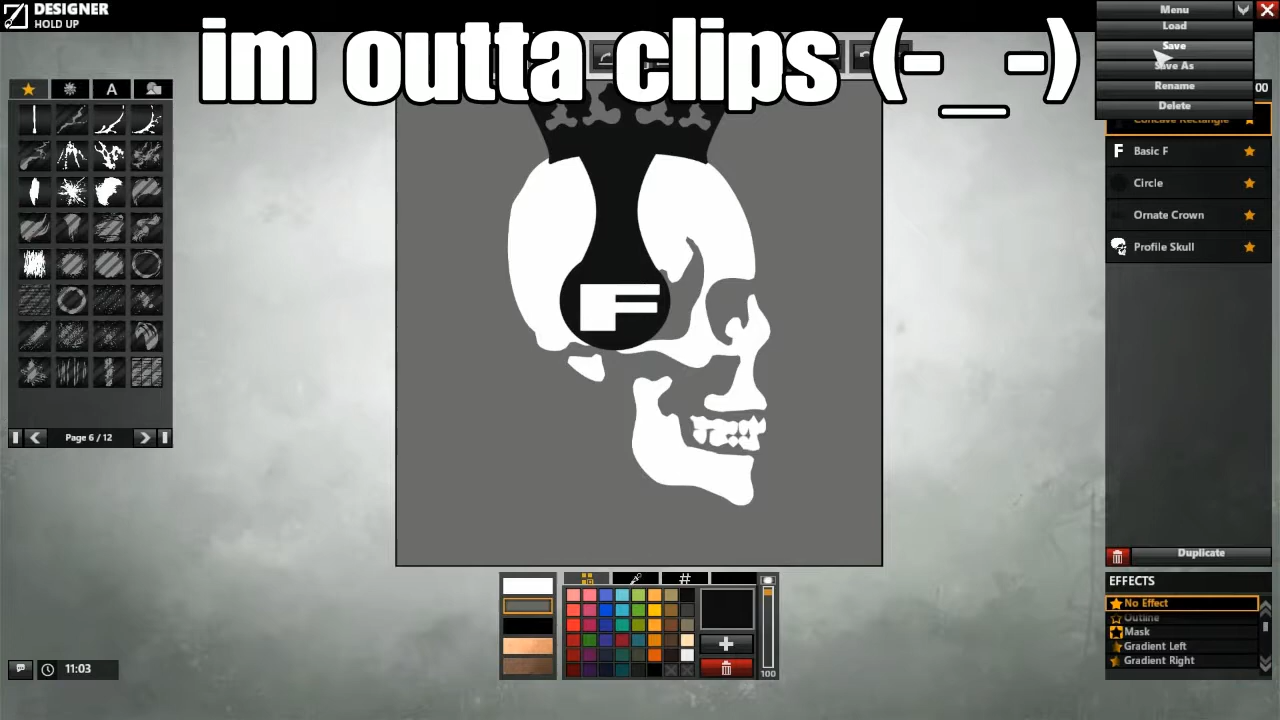 DESIGNER
HOLD UP
im outta clips (-_-)
Menu
Load
Save
Save As
Rename
Delete
00
A
Concave Rectangle
F Basic F
Circle
Ornate Crown
Profile Skull
F
Page 6 / 12
Duplicate
EFFECTS
No Effect
Outline
Mask
Gradient Left
Gradient Right
#
100
11:03